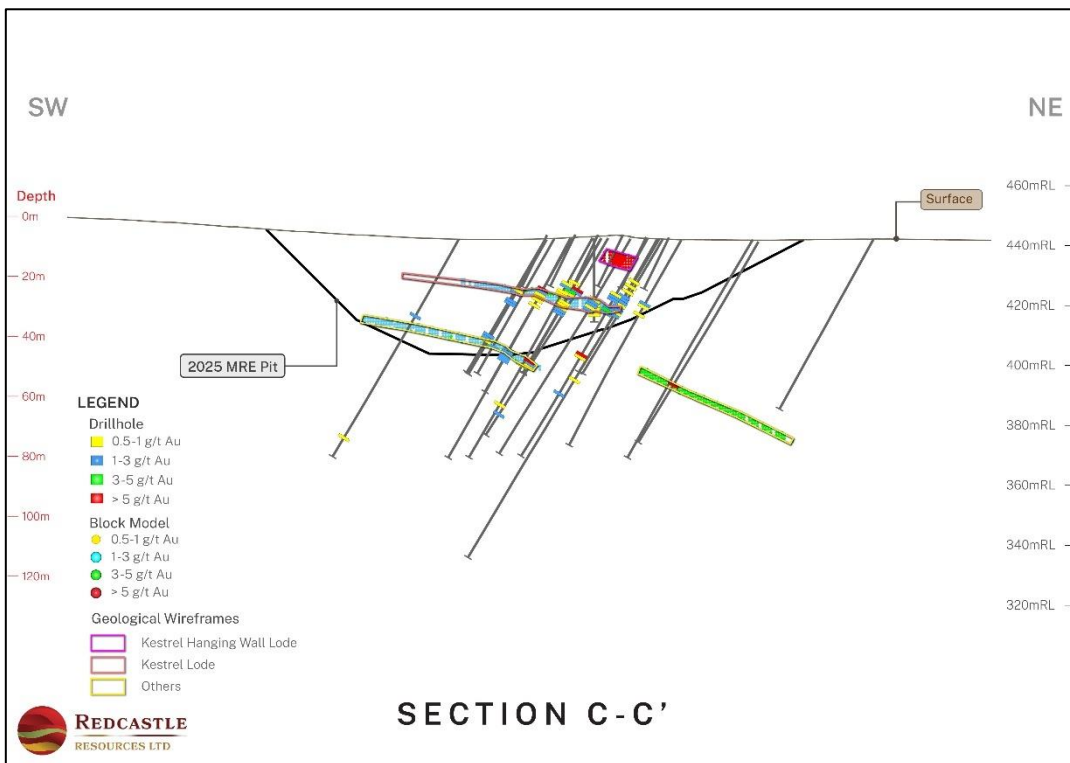 SW
NE
460mRL
Depth
Surface
0m
440mRL
20m
420mRL
40m
400mRL
2025 MRE Pit
60m
380mRL
80m
360mRL
100m
340mRL
120m
320mRL
LEGEND
Drillhole
0.5-1 g/t Au
1-3 g/t Au
3-5 g/t Au
> 5 g/t Au
Block Model
0.5-1 g/t Au
1-3 g/t Au
3-5 g/t Au
> 5 g/t Au
Geological Wireframes
Kestrel Hanging Wall Lode
Kestrel Lode
Others
SECTION C-C'
REDCASTLE
RESOURCES LTD